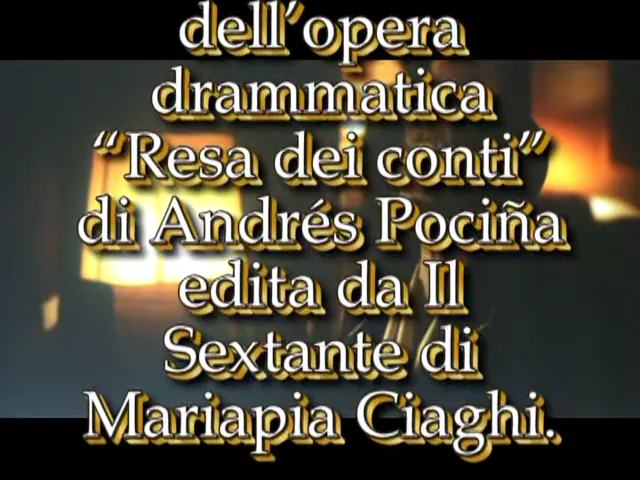 dell'opera
drammatica
“Resa dei conti”
di Andrés Pociña
edita da Il
Sextante di
Mariapia Ciaghi.